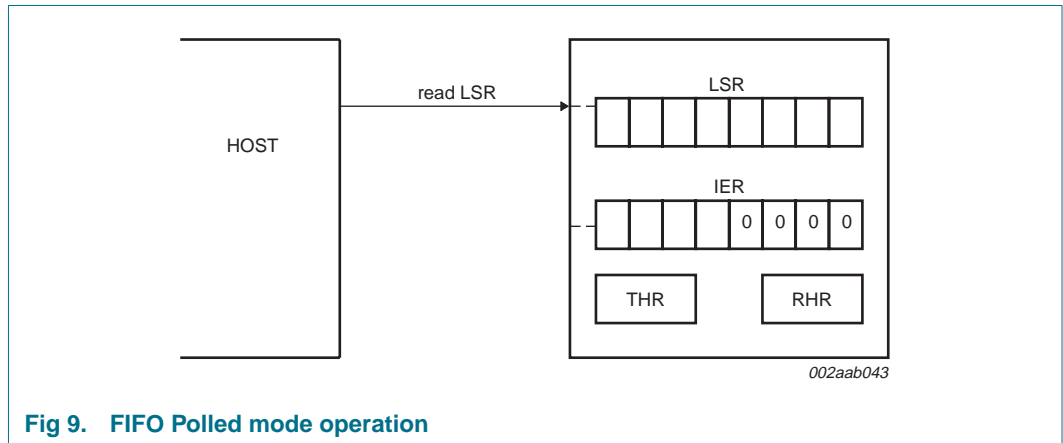 read LSR
LSR
HOST
IER
0 0 0 0
THR RHR
002aab043
Fig 9. FIFO Polled mode operation